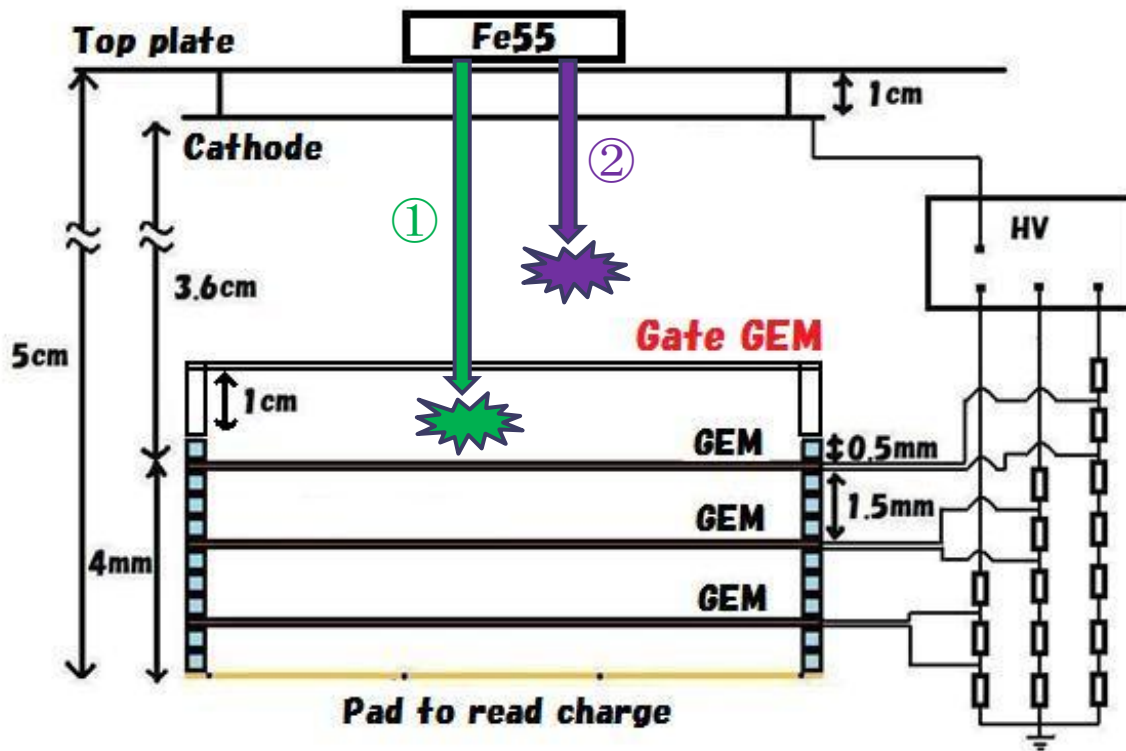 Fe55
Top plate
1cm
Cathode
②
①
HV
3.6cm
Gate GEM
5cm
1cm
GEM
0.5mm
1.5mm
GEM
4mm
GEM
Pad to read charge